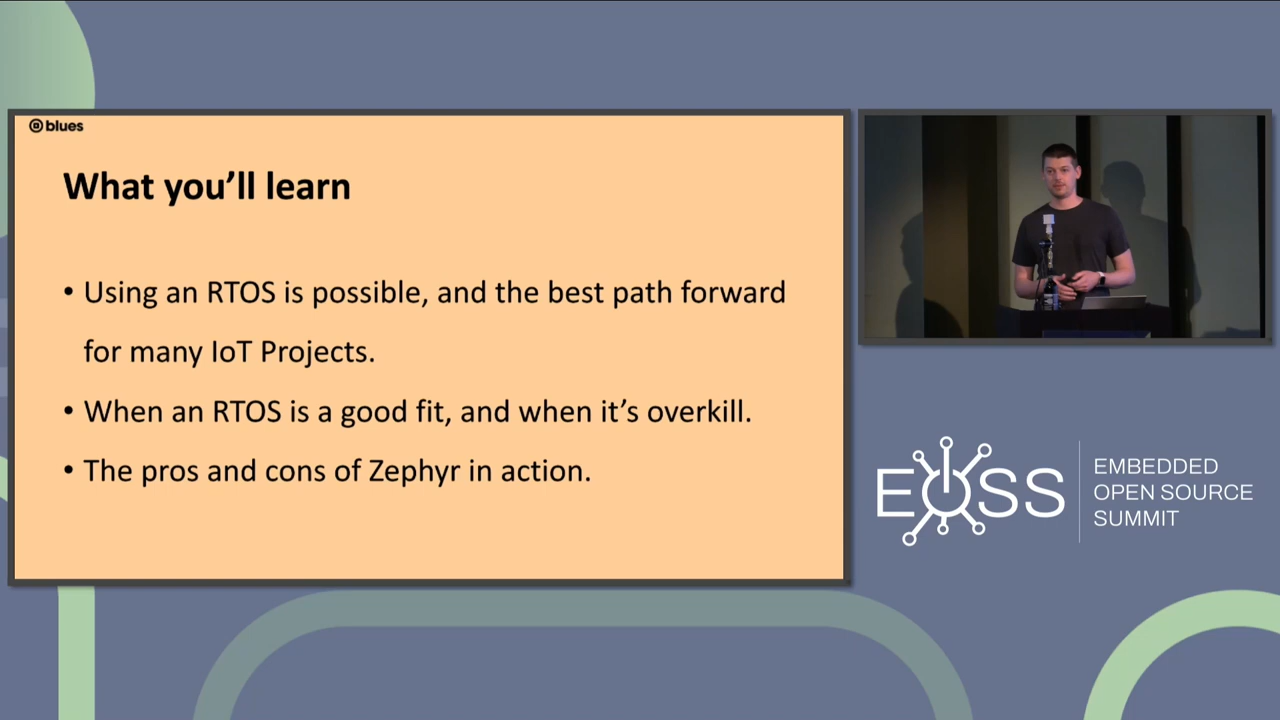 blues
What you'll learn
• Using an RTOS is possible, and the best path forward
for many IoT Projects.
• When an RTOS is a good fit, and when it's overkill.
• The pros and cons of Zephyr in action.
EOSS
EMBEDDED
OPEN SOURCE
SUMMIT